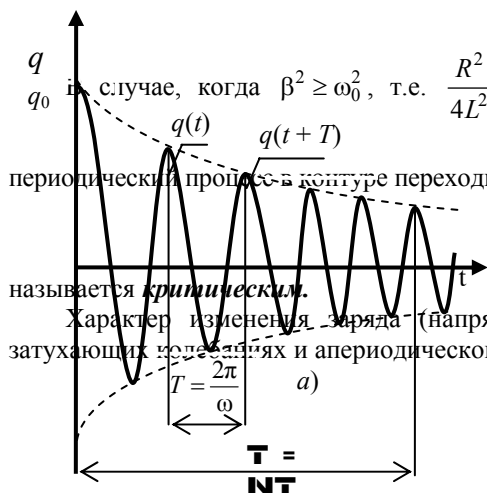 q
q₀ в случае, когда β² ≥ ω₀², т.е. R²/4L²
q(t) q(t + T)
периодический процесс в контуре переходи
t
называется критическим.
Характер изменения заряда (напря
затухающих колебаниях и апериодическо
T = 2π/ω а)
T =
NT